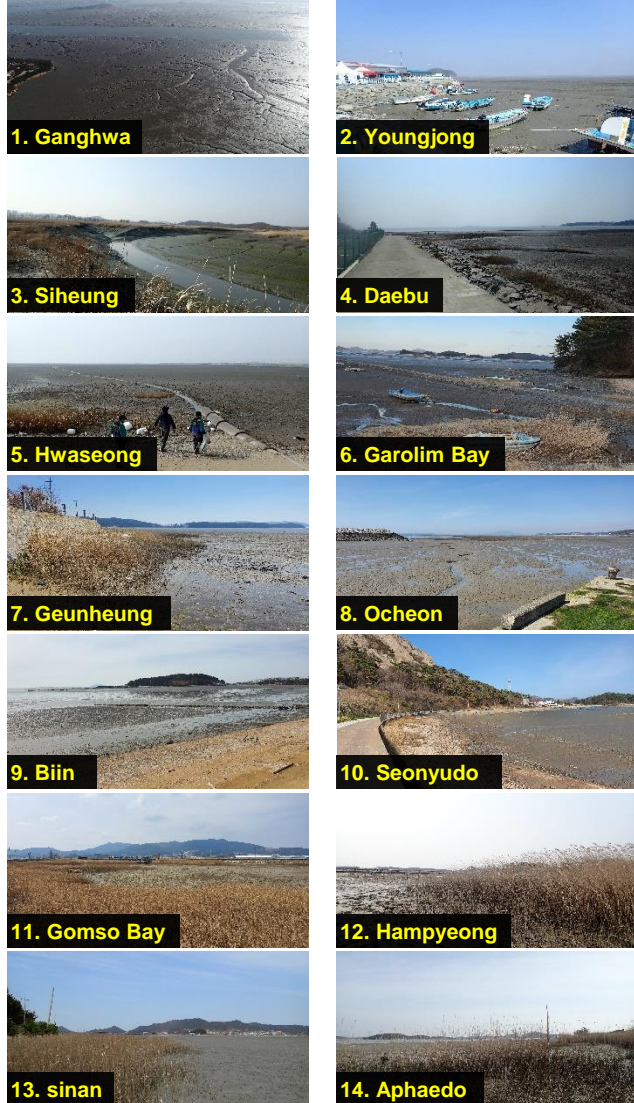 1. Ganghwa
2. Youngjong
3. Siheung
4. Daebu
5. Hwaseong
6. Garolim Bay
7. Geunheung
8. Ocheon
9. Biin
10. Seonyudo
11. Gomso Bay
12. Hampyeong
13. sinan
14. Aphaedo